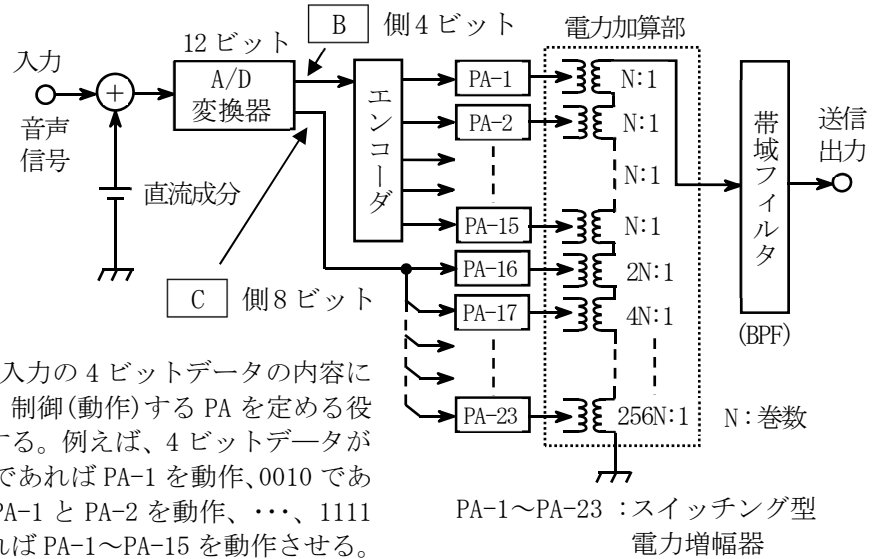 B 側4ビット
電力加算部
12 ビット
入力
音声
信号
+
A/D
変換器
直流成分
エンコーダ
PA-1
PA-2
PA-15
PA-16
PA-17
PA-23
N:1
N:1
N:1
N:1
2N:1
4N:1
256N:1
N:巻数
帯域フィルタ
(BPF)
送信
出力
C 側8ビット
入力の4ビットデータの内容に
制御(動作)する PA を定める役
する。例えば、4ビットデ―タが
であれば PA-1 を動作、0010 であ
PA-1 と PA-2 を動作、・・・、1111
れば PA-1～PA-15 を動作させる。
PA-1～PA-23 :スイッチング型
電力増幅器